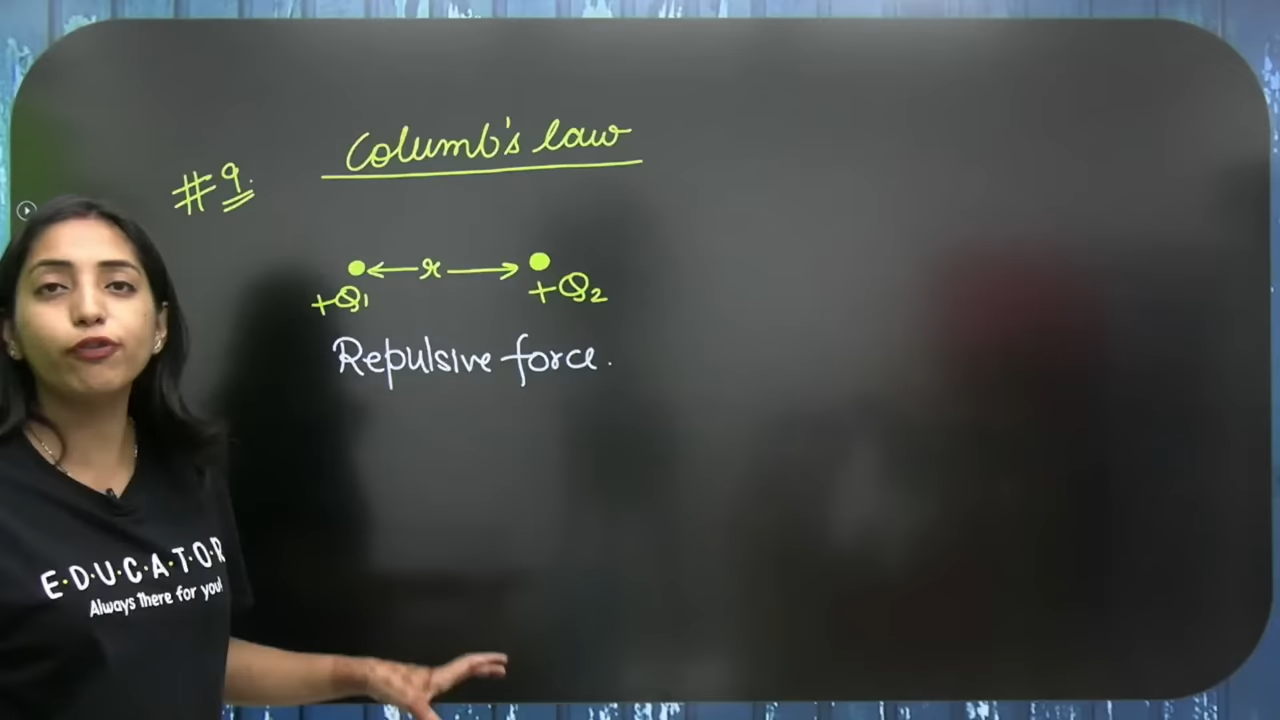 Columb's law
#9.
+Q1 r +Q2
Repulsive force.
E·D·U·C·A·T·O·R
Always There for you!